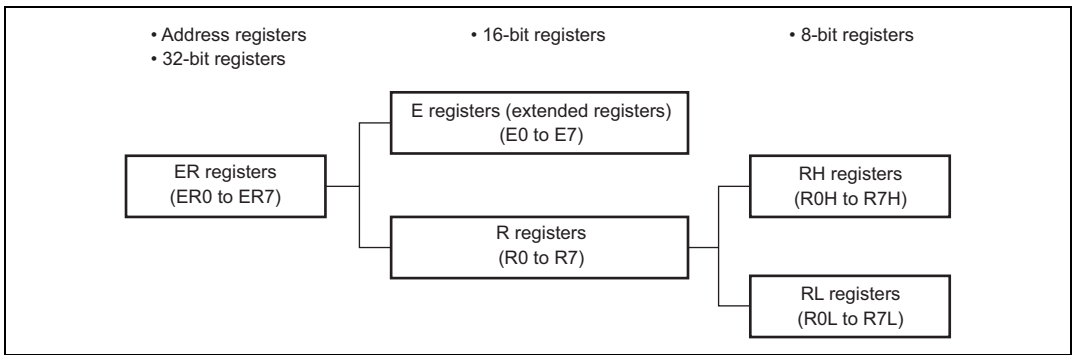 • Address registers
• 32-bit registers
• 16-bit registers
• 8-bit registers
E registers (extended registers)
(E0 to E7)
ER registers
(ER0 to ER7)
RH registers
(R0H to R7H)
R registers
(R0 to R7)
RL registers
(R0L to R7L)